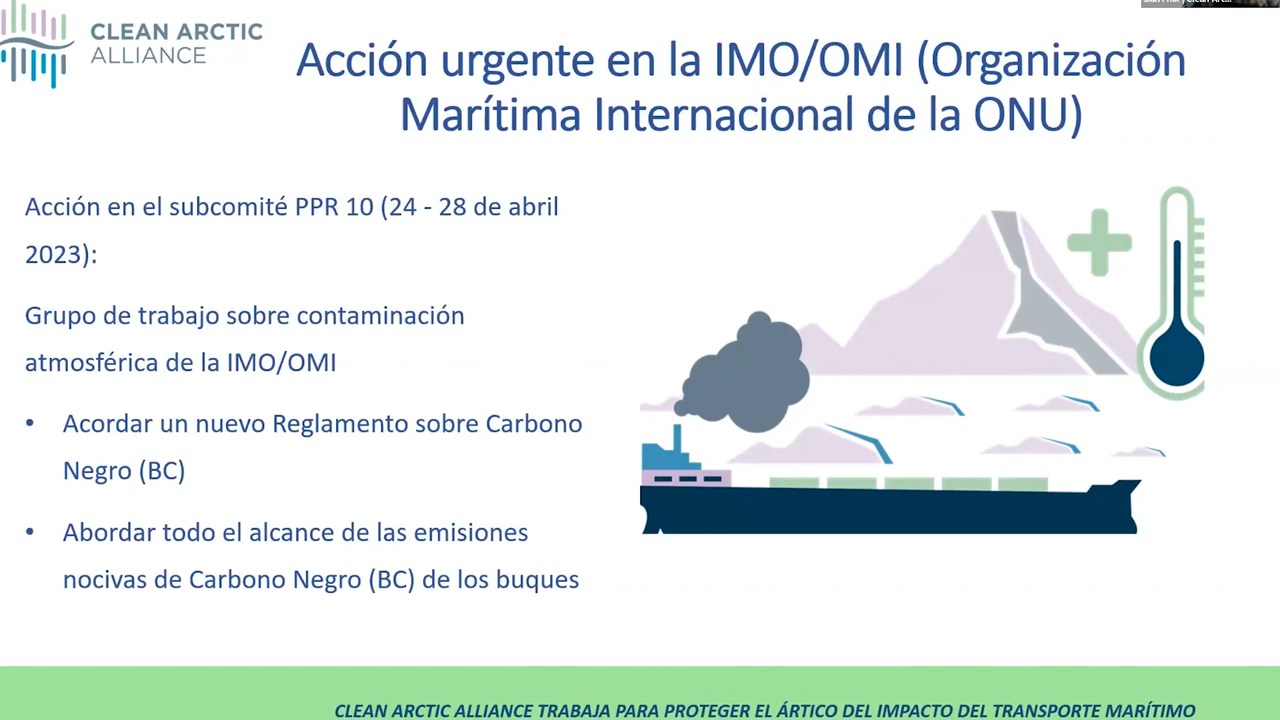 CLEAN ARCTIC
ALLIANCE
Acción urgente en la IMO/OMI (Organización
Marítima Internacional de la ONU)
Acción en el subcomité PPR 10 (24 - 28 de abril
2023):
Grupo de trabajo sobre contaminación
atmosférica de la IMO/OMI
• Acordar un nuevo Reglamento sobre Carbono
Negro (BC)
• Abordar todo el alcance de las emisiones
nocivas de Carbono Negro (BC) de los buques
CLEAN ARCTIC ALLIANCE TRABAJA PARA PROTEGER EL ÁRTICO DEL IMPACTO DEL TRANSPORTE MARÍTIMO